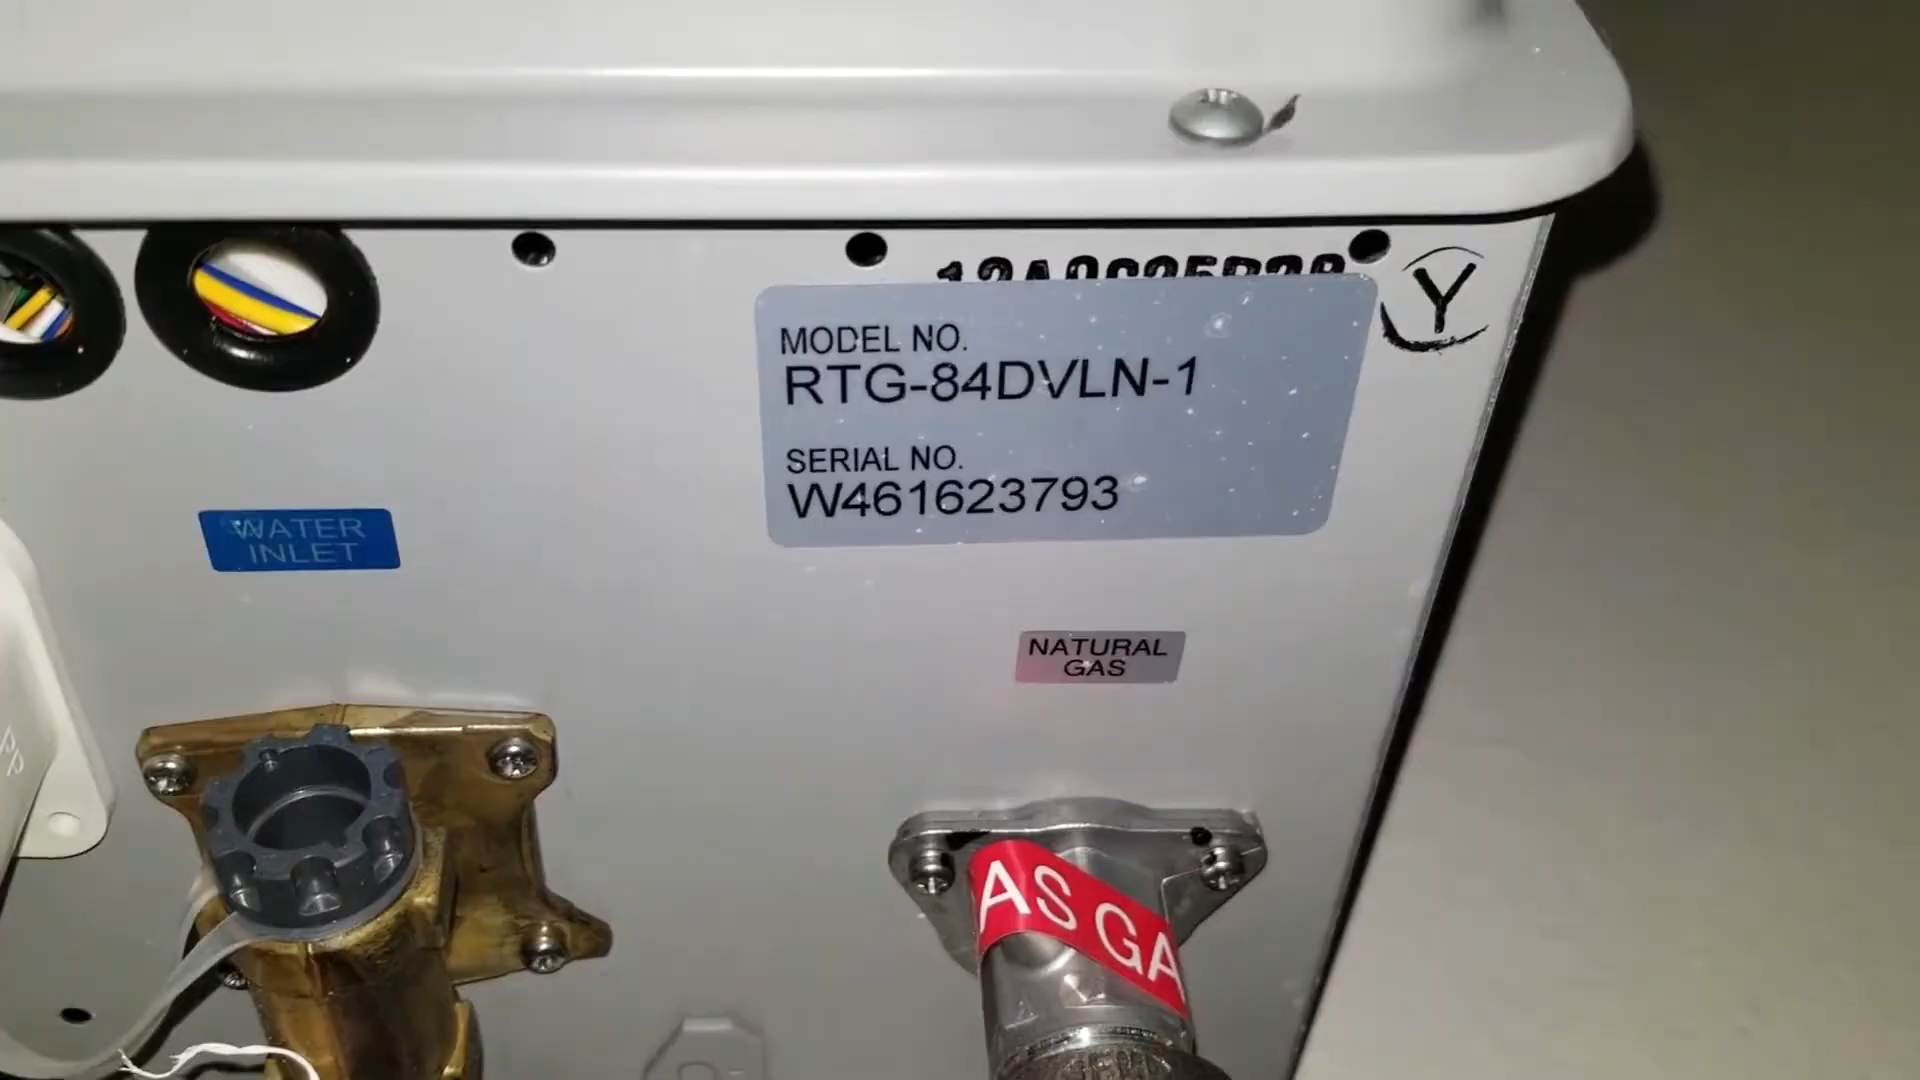 Y
MODEL NO.
RTG-84DVLN-1
SERIAL NO.
W461623793
WATER
INLET
NATURAL
GAS
AS GA